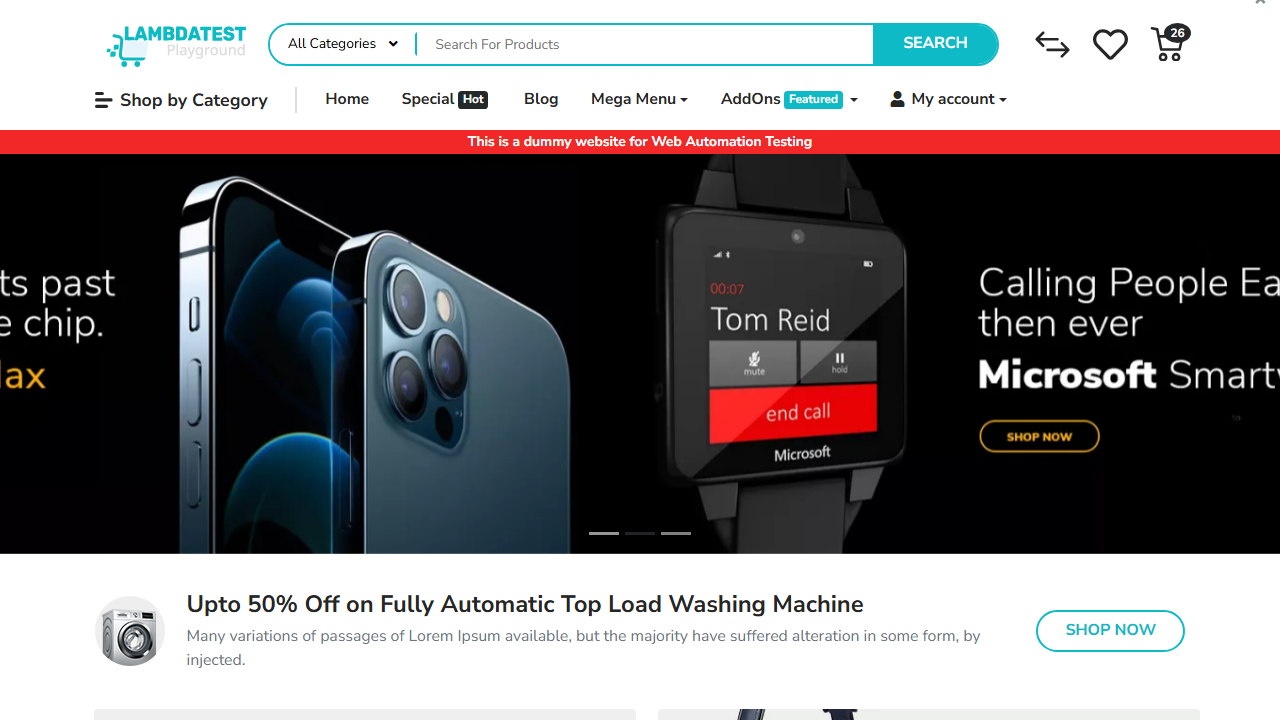 LAMBDATEST
Playground
All Categories
Search For Products
SEARCH
26
Shop by Category
Home
Special Hot
Blog
Mega Menu
AddOns Featured
My account
This is a dummy website for Web Automation Testing
ts past
e chip.
00:07
Tom Reid
mute
hold
end call
Microsoft
Calling People Ea
then ever
Microsoft Smart
SHOP NOW
Upto 50% Off on Fully Automatic Top Load Washing Machine
Many variations of passages of Lorem Ipsum available, but the majority have suffered alteration in some form, by
injected.
SHOP NOW